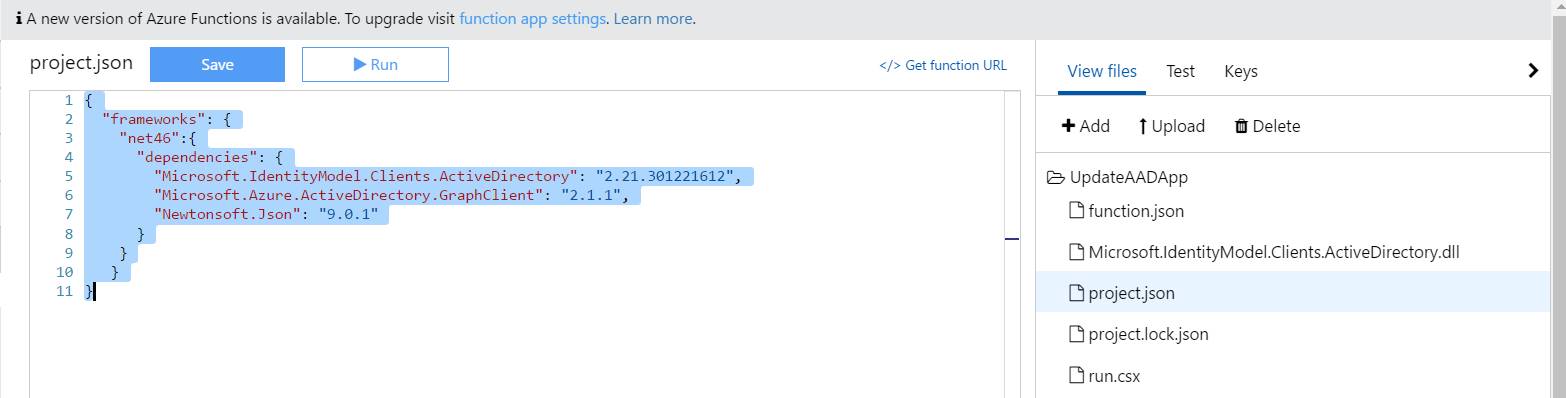 A new version of Azure Functions is available. To upgrade visit function app settings. Learn more.
project.json Save Run </> Get function URL
1 {
2 "frameworks": {
3 "net46":{
4 "dependencies": {
5 "Microsoft.IdentityModel.Clients.ActiveDirectory": "2.21.301221612",
6 "Microsoft.Azure.ActiveDirectory.GraphClient": "2.1.1",
7 "Newtonsoft.Json": "9.0.1"
8 }
9 }
10 }
11 }
View files Test Keys
Add Upload Delete
UpdateAADApp
function.json
Microsoft.IdentityModel.Clients.ActiveDirectory.dll
project.json
project.lock.json
run.csx